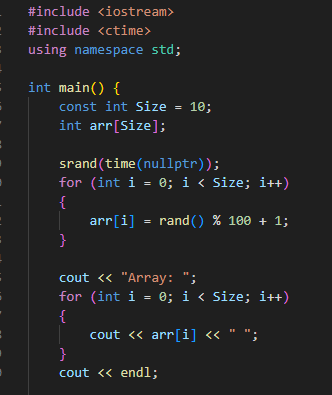 #include <iostream>
#include <ctime>
using namespace std;
int main() {
const int Size = 10;
int arr[Size];
srand(time(nullptr));
for (int i = 0; i < Size; i++)
{
arr[i] = rand() % 100 + 1;
}
cout << "Array: ";
for (int i = 0; i < Size; i++)
{
cout << arr[i] << " ";
}
cout << endl;